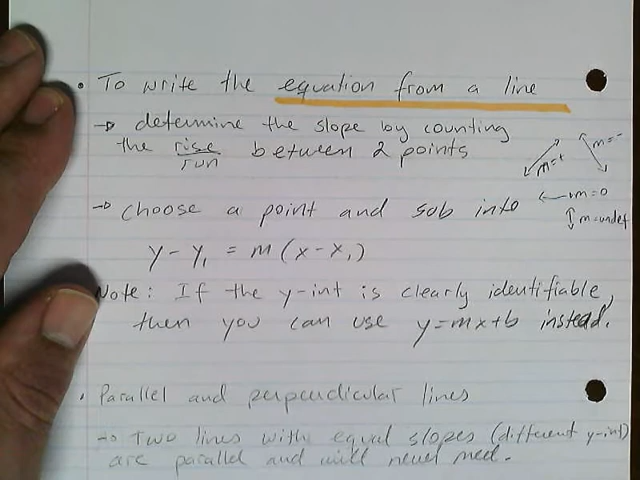 • To write the equation from a line
→ determine the slope by counting
the rise/run between 2 points
m=+
m=-
→ choose a point and sub into
m=0
m=undef
y-y₁ = m(x-x₁)
Note: If the y-int is clearly identifiable,
then you can use y=mx+b instead.
• Parallel and perpendicular lines
→ Two lines with equal slopes (different y-int)
are parallel and will never meet.